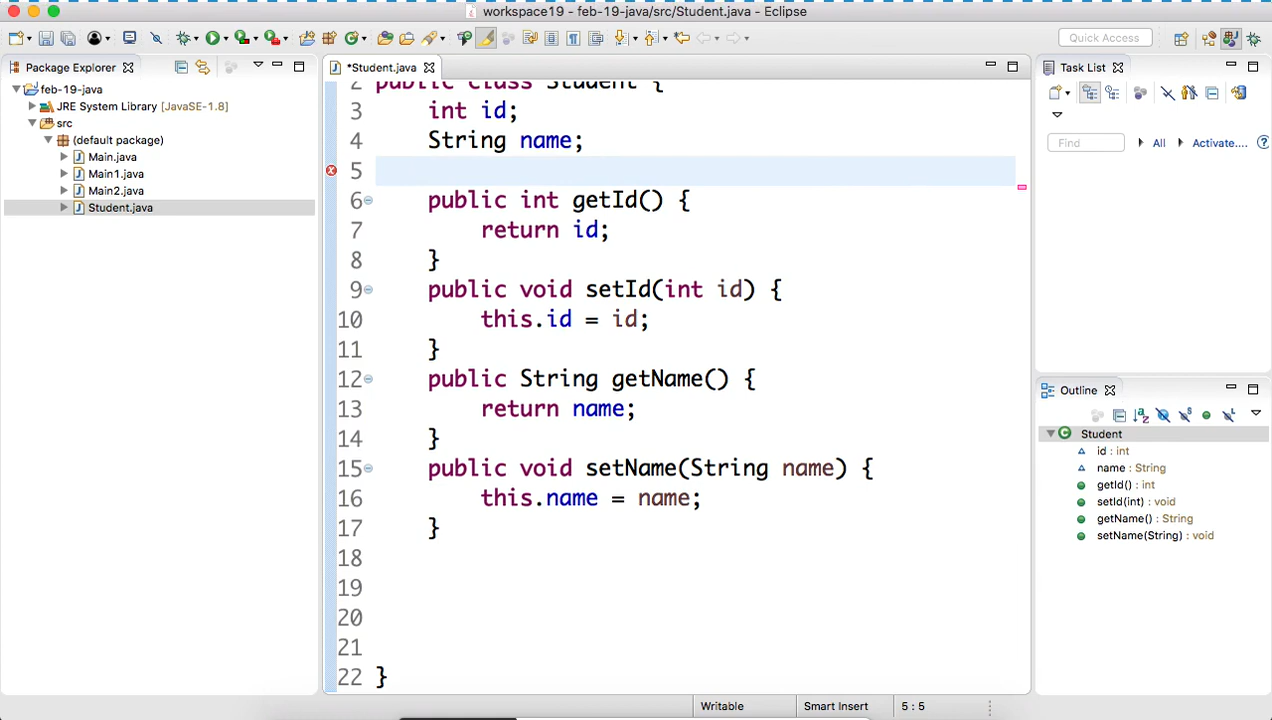 workspace19 - feb-19-java/src/Student.java - Eclipse
Quick Access
Package Explorer
feb-19-java
JRE System Library [JavaSE-1.8]
src
(default package)
Main.java
Main1.java
Main2.java
Student.java
*Student.java
2 public class Student {
3 int id;
4 String name;
5
6 public int getId() {
7 return id;
8 }
9 public void setId(int id) {
10 this.id = id;
11 }
12 public String getName() {
13 return name;
14 }
15 public void setName(String name) {
16 this.name = name;
17 }
18
19
20
21
22 }
Task List
Find
All
Activate....
Outline
Student
id : int
name : String
getId() : int
setId(int) : void
getName() : String
setName(String) : void
Writable
Smart Insert
5 : 5